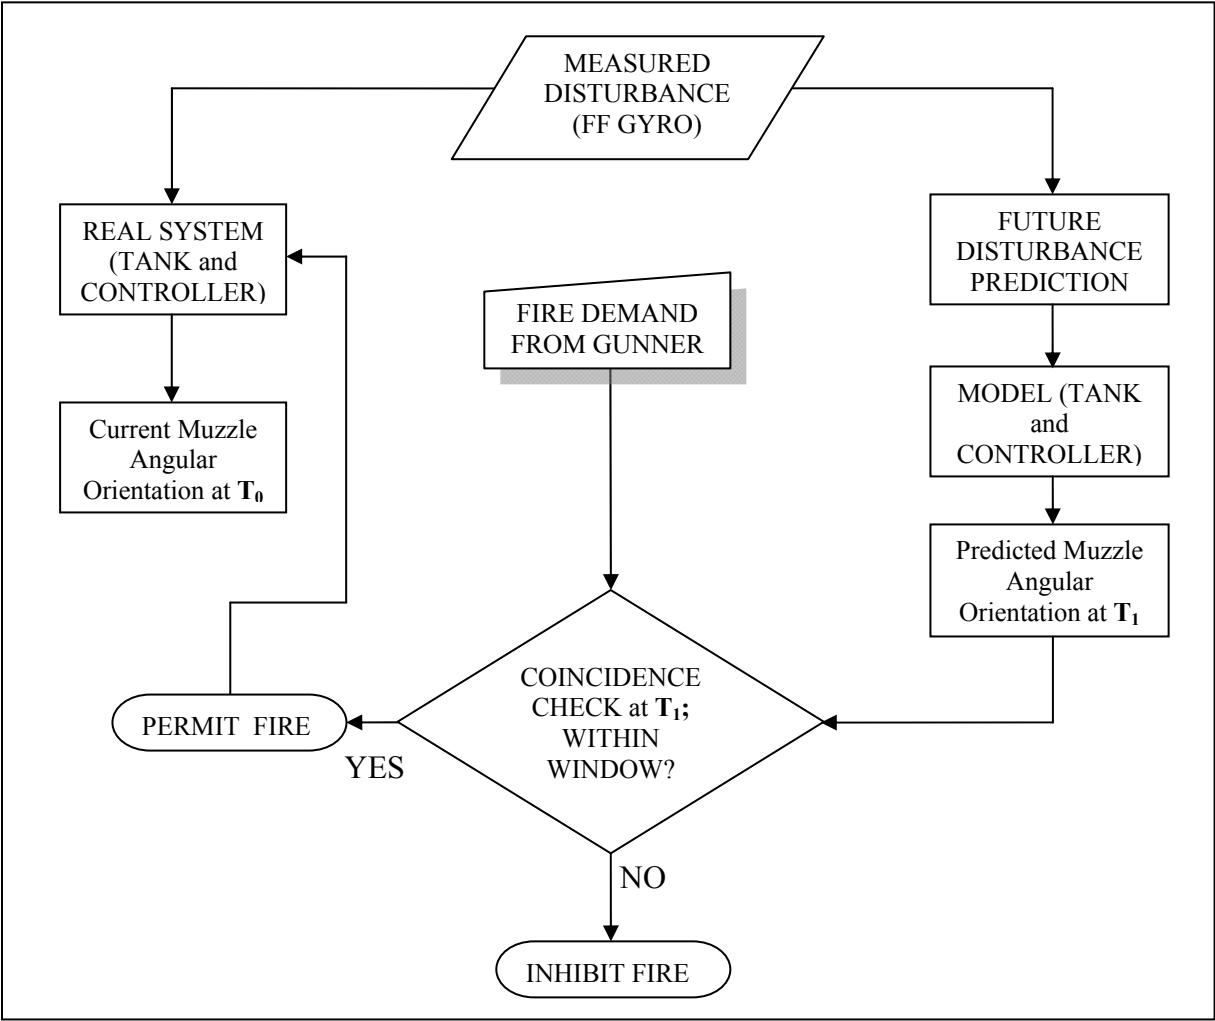 MEASURED
DISTURBANCE
(FF GYRO)
REAL SYSTEM
(TANK and
CONTROLLER)
FUTURE
DISTURBANCE
PREDICTION
FIRE DEMAND
FROM GUNNER
MODEL (TANK
and
CONTROLLER)
Current Muzzle
Angular
Orientation at T₀
Predicted Muzzle
Angular
Orientation at T₁
COINCIDENCE
CHECK at T₁;
WITHIN
WINDOW?
PERMIT FIRE
YES
NO
INHIBIT FIRE